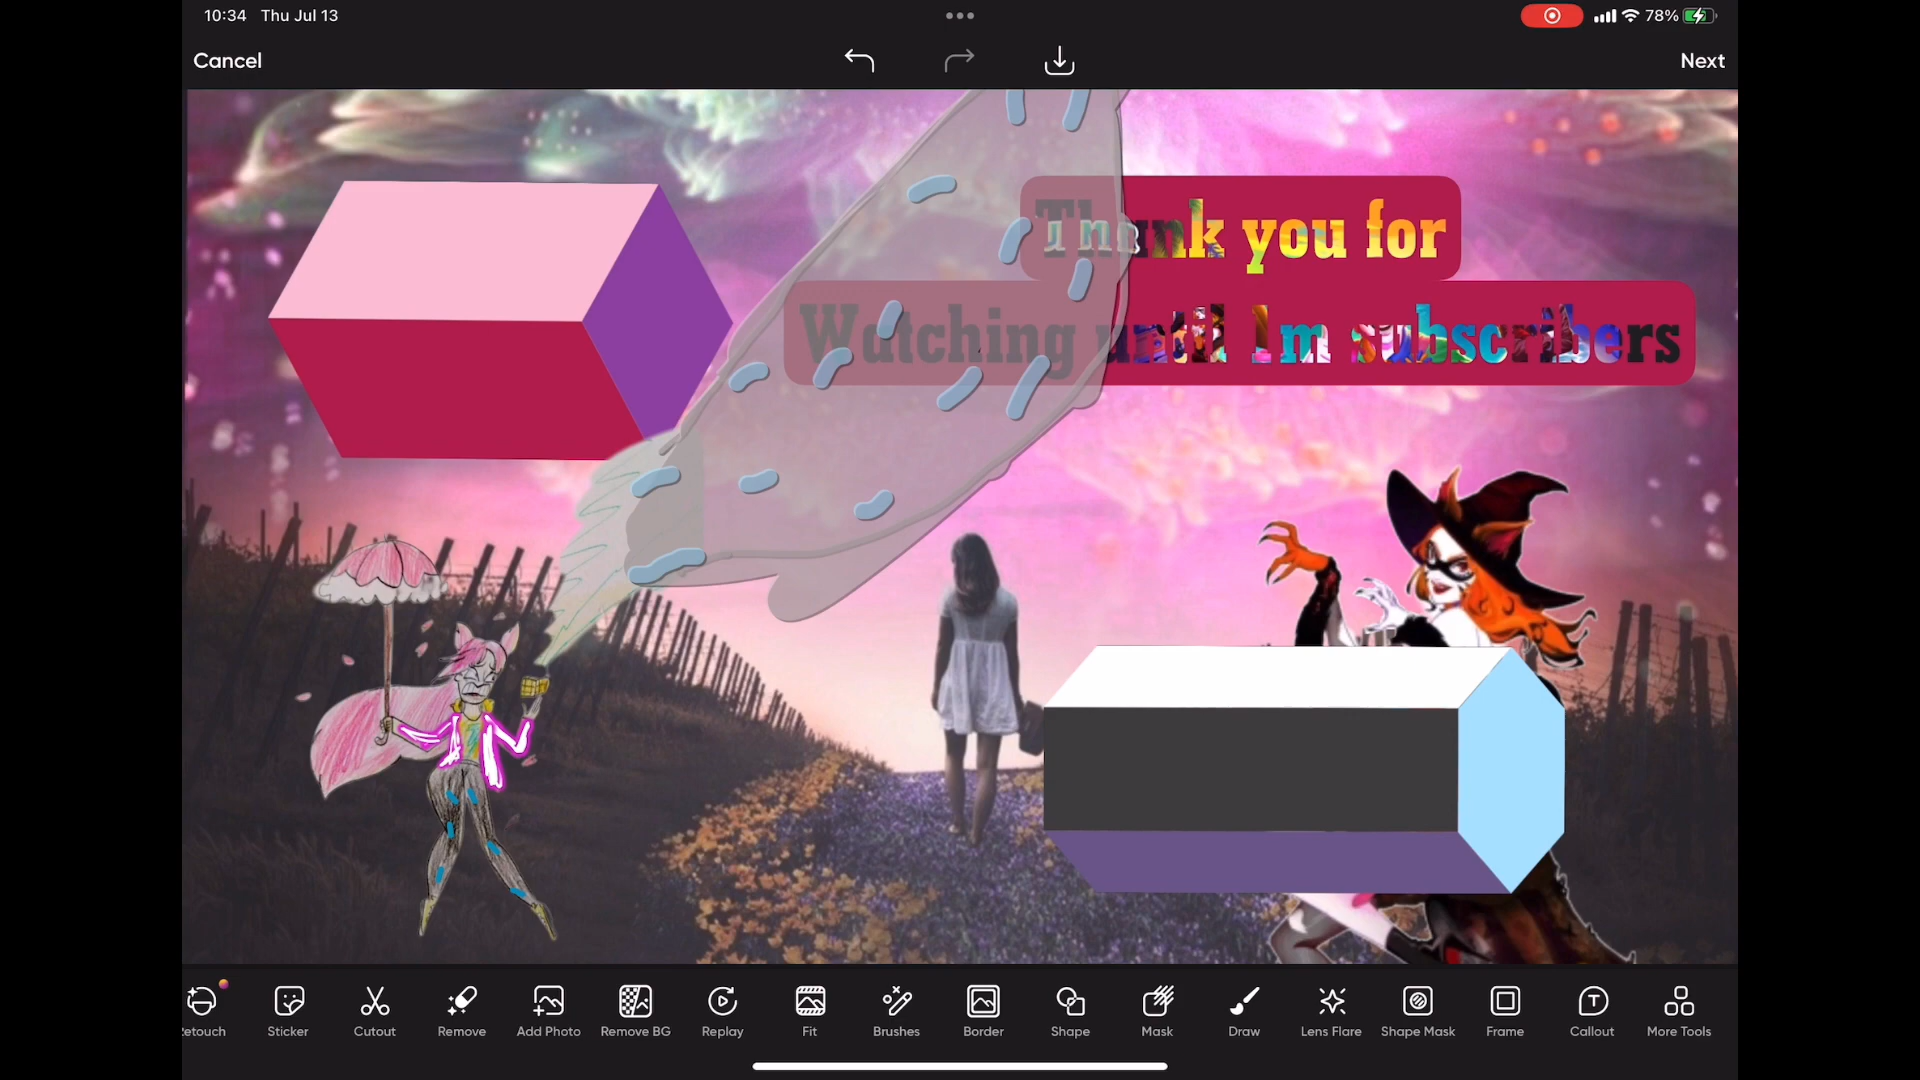 10:34 Thu Jul 13
78%
Cancel
Next
Thank you for
Watching until Im subscribers
etouch
Sticker
Cutout
Remove
Add Photo
Remove BG
Replay
Fit
Brushes
Border
Shape
Mask
Draw
Lens Flare
Shape Mask
Frame
Callout
More Tools